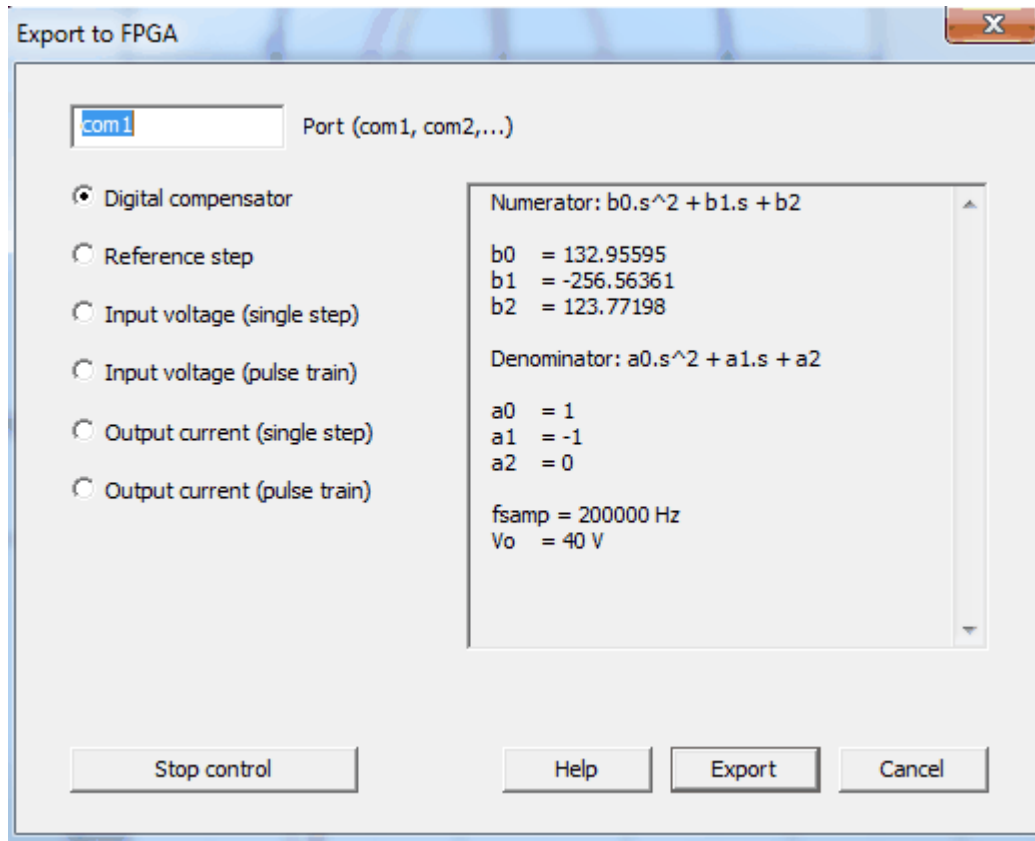 Export to FPGA
com1
Port (com1, com2,...)
Digital compensator
Reference step
Input voltage (single step)
Input voltage (pulse train)
Output current (single step)
Output current (pulse train)
Numerator: b0.s^2 + b1.s + b2
b0 = 132.95595
b1 = -256.56361
b2 = 123.77198
Denominator: a0.s^2 + a1.s + a2
a0 = 1
a1 = -1
a2 = 0
fsamp = 200000 Hz
Vo = 40 V
Stop control
Help
Export
Cancel